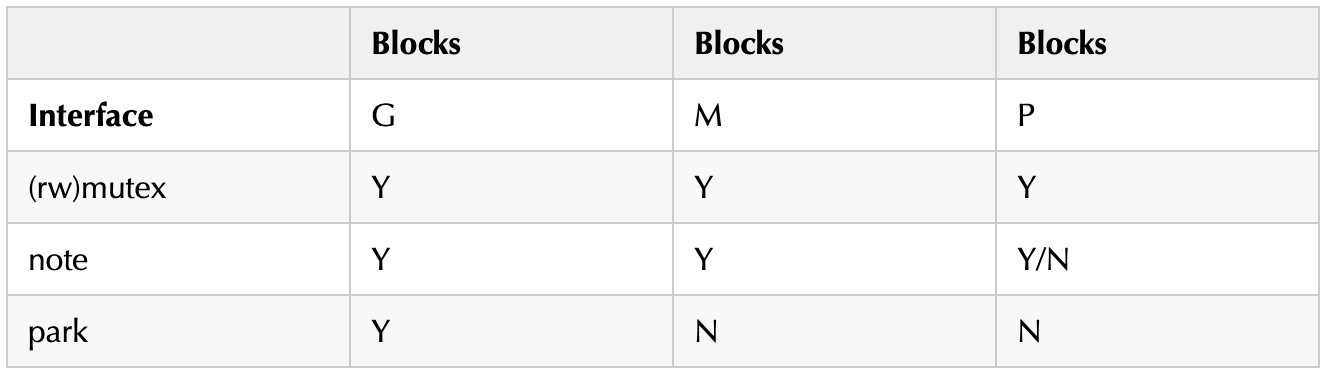 Blocks Blocks Blocks
Interface G M P
(rw)mutex Y Y Y
note Y Y Y/N
park Y N N